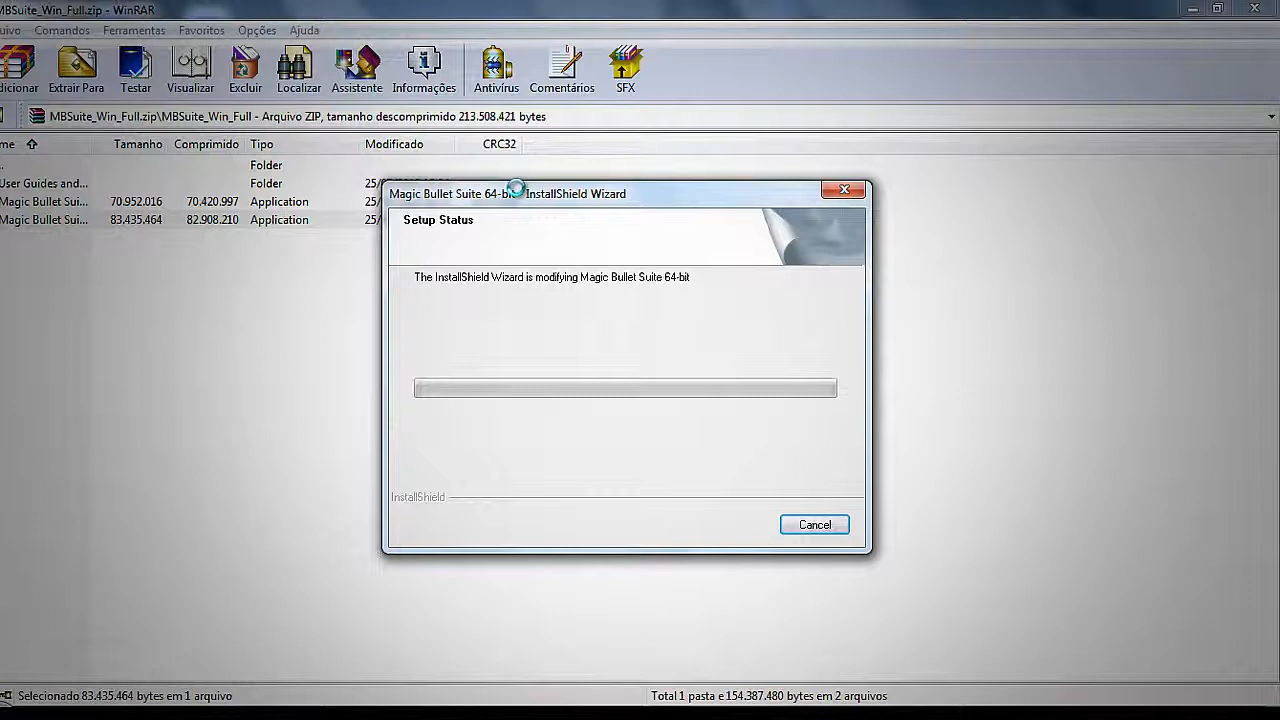 MBSuite_Win_Full.zip - WinRAR
uivo Comandos Ferramentas Favoritos Opções Ajuda
dicionar Extrair Para Testar Visualizar Excluir Localizar Assistente Informações Antivírus Comentários SFX
MBSuite_Win_Full.zip\MBSuite_Win_Full - Arquivo ZIP, tamanho descomprimido 213.508.421 bytes
me Tamanho Comprimido Tipo Modificado CRC32
.. Folder
User Guides and... Folder 25/
Magic Bullet Sui... 70.952.016 70.420.997 Application 25/
Magic Bullet Sui... 83.435.464 82.908.210 Application 25/
Magic Bullet Suite 64-bi InstallShield Wizard
Setup Status
The InstallShield Wizard is modifying Magic Bullet Suite 64-bit
InstallShield
Cancel
Selecionado 83.435.464 bytes em 1 arquivo
Total 1 pasta e 154.387.480 bytes em 2 arquivos